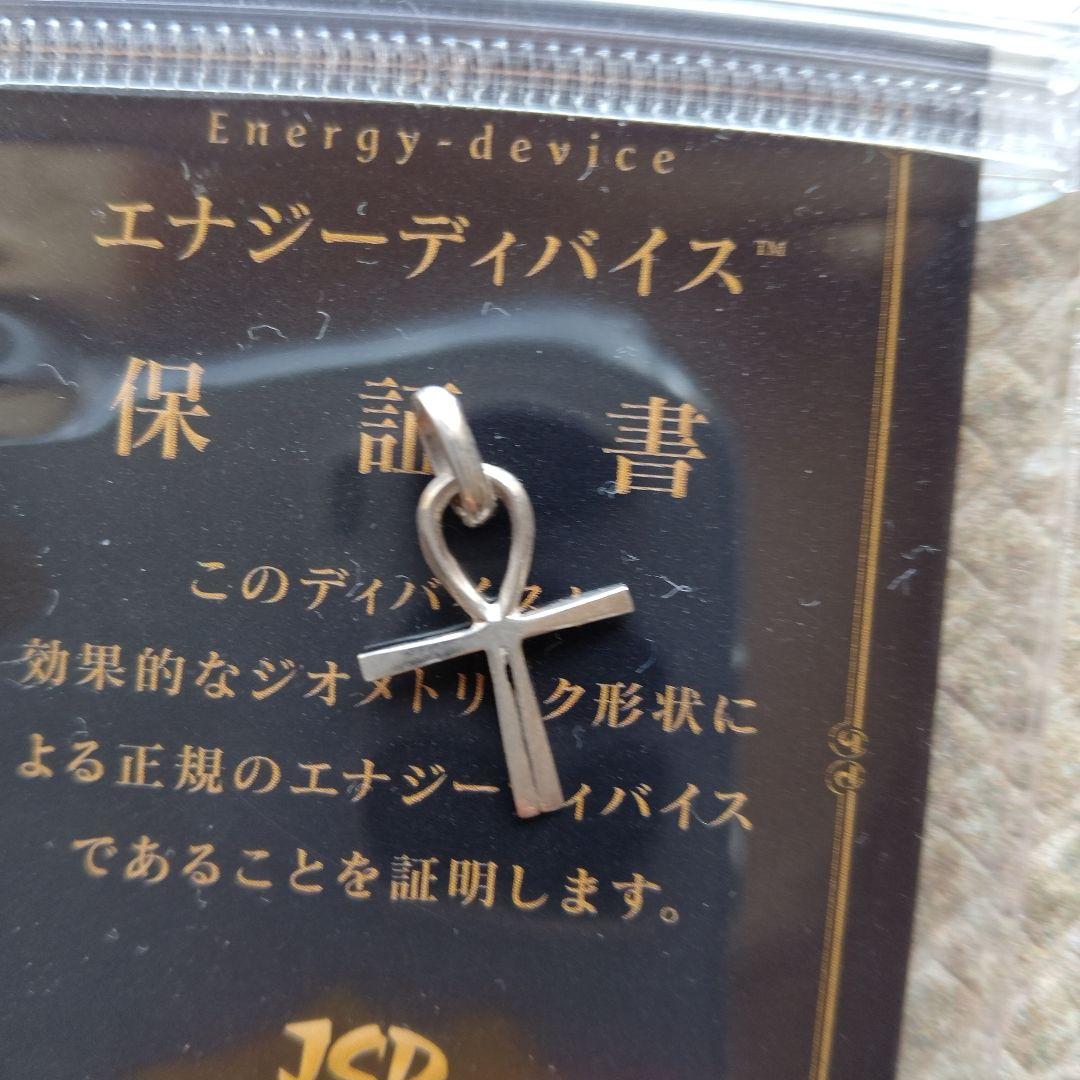 Energy-device
エナジーディバイス™
保証書
このディバイス
効果的なジオメトリック形状に
よる正規のエナジーディバイス
であることを証明します。